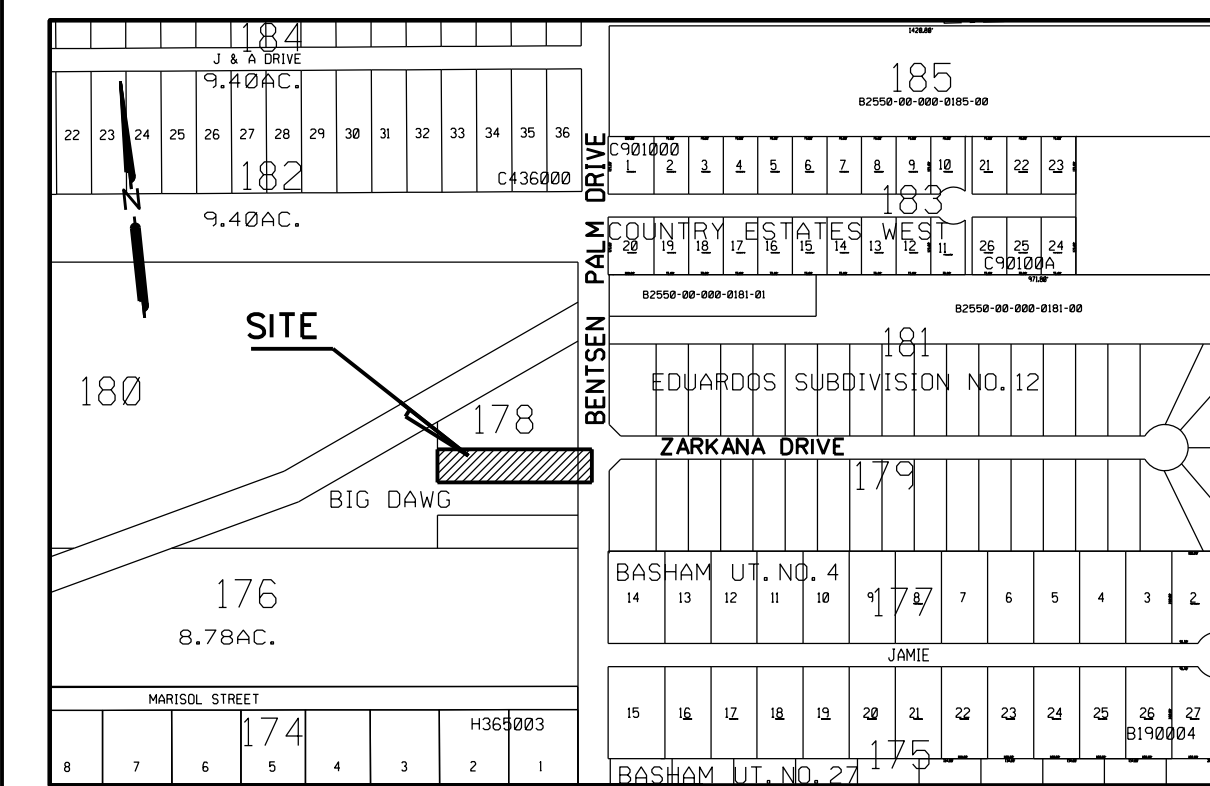 184
J & A DRIVE
9.40AC.
22 23 24 25 26 27 28 29 30 31 32 33 34 35 36
182
C436000
9.40AC.
N
SITE
180
178
BIG DAWG
176
8.78AC.
MARISOL STREET
174
H365003
8 7 6 5 4 3 2 1
BENTSEN PALM DRIVE
1420.80'
185
B2550-00-000-0185-00
C901000
1 2 3 4 5 6 7 8 9 10 21 22 23
183
COUNTRY ESTATES WEST
20 19 18 17 16 15 14 13 12 11 26 25 24
C90100A
971.80'
B2550-00-000-0181-01
B2550-00-000-0181-00
181
EDUARDOS SUBDIVISION NO.12
ZARKANA DRIVE
179
BASHAM UT. NO. 4
14 13 12 11 10 9 8 7 6 5 4 3 2
177
JAMIE
15 16 17 18 19 20 21 22 23 24 25 26 27
B190004
175
BASHAM UT. NO. 27